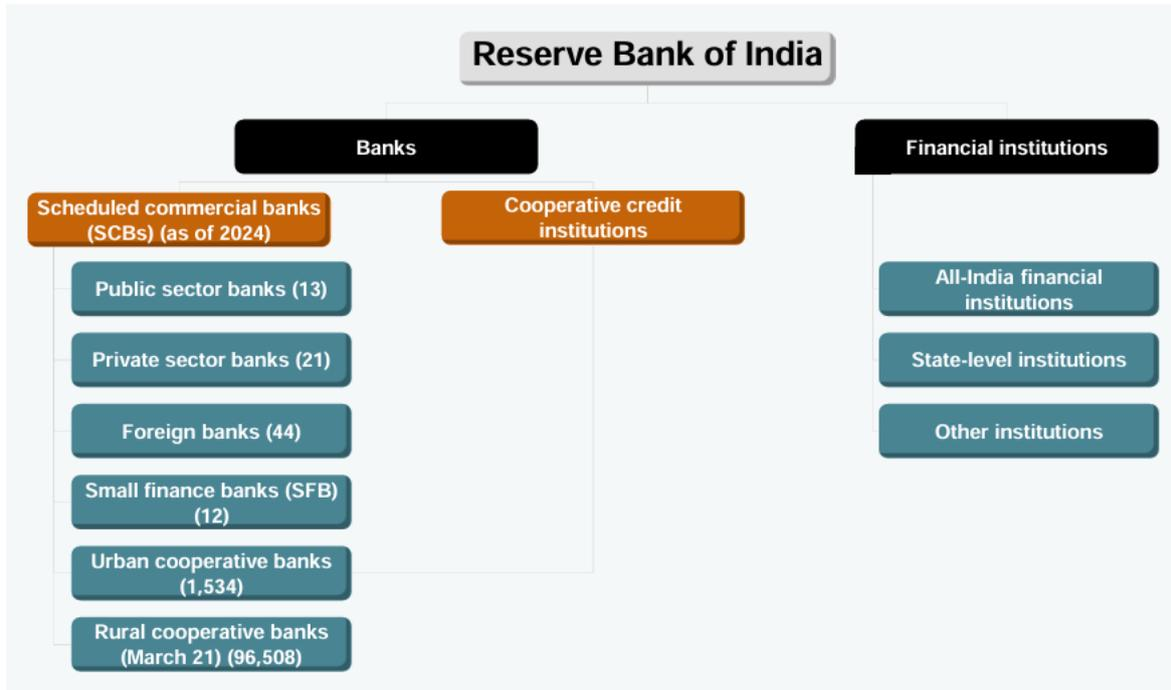 Reserve Bank of India
Banks
Financial institutions
Scheduled commercial banks
(SCBs) (as of 2024)
Cooperative credit
institutions
Public sector banks (13)
Private sector banks (21)
Foreign banks (44)
Small finance banks (SFB)
(12)
Urban cooperative banks
(1,534)
Rural cooperative banks
(March 21) (96,508)
All-India financial
institutions
State-level institutions
Other institutions